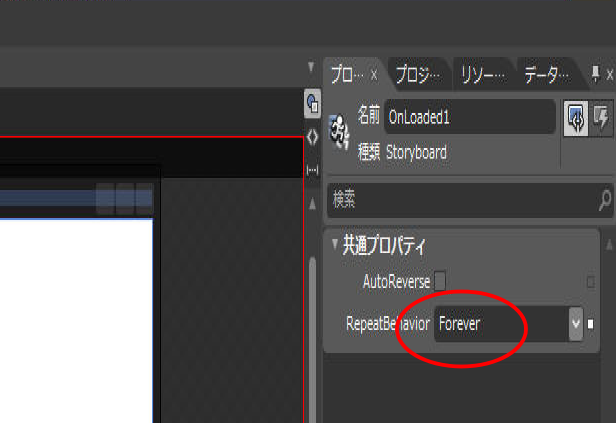 プロ… × プロジ… リソー… データ…
名前 OnLoaded1
種類 Storyboard
検索
共通プロパティ
AutoReverse
RepeatBehavior Forever